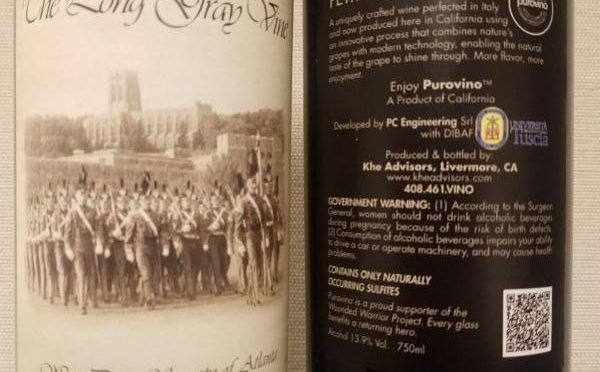 The Long Gray Vine
of Atlanta
purovino
A uniquely crafted wine perfected in Italy
and now produced here in California using
an innovative process that combines nature's
grapes with modern technology, enabling the natural
taste of the grape to shine through. More flavor, more
enjoyment.
Enjoy Purovino™
A Product of California
Developed by PC Engineering Srl
with DIBAF
UNIVERSITÀ
Tuscia
Produced & bottled by:
Khe Advisors, Livermore, CA
www.kheadvisors.com
408.461.VINO
GOVERNMENT WARNING: (1) According to the Surgeon
General, women should not drink alcoholic beverages
during pregnancy because of the risk of birth defects.
(2) Consumption of alcoholic beverages impairs your ability
to drive a car or operate machinery, and may cause health
problems.
CONTAINS ONLY NATURALLY
OCCURRING SULFITES
Purovino is a proud supporter of the
Wounded Warrior Project. Every glass
benefits a returning hero.
Alcohol 13.9% Vol. 750ml